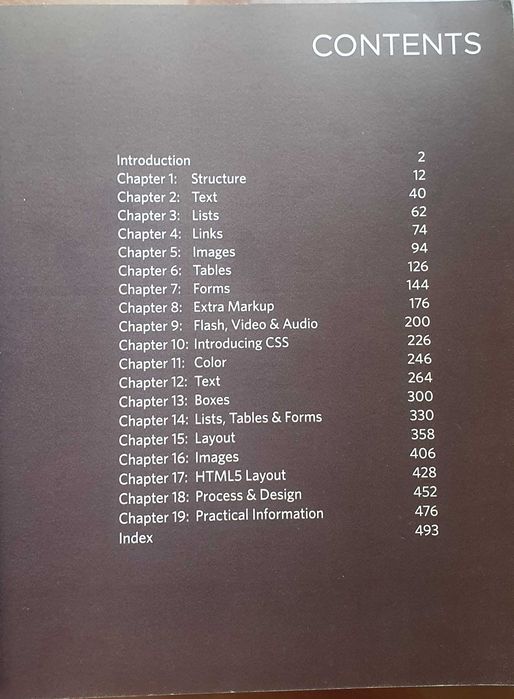 CONTENTS
Introduction 2
Chapter 1: Structure 12
Chapter 2: Text 40
Chapter 3: Lists 62
Chapter 4: Links 74
Chapter 5: Images 94
Chapter 6: Tables 126
Chapter 7: Forms 144
Chapter 8: Extra Markup 176
Chapter 9: Flash, Video & Audio 200
Chapter 10: Introducing CSS 226
Chapter 11: Color 246
Chapter 12: Text 264
Chapter 13: Boxes 300
Chapter 14: Lists, Tables & Forms 330
Chapter 15: Layout 358
Chapter 16: Images 406
Chapter 17: HTML5 Layout 428
Chapter 18: Process & Design 452
Chapter 19: Practical Information 476
Index 493